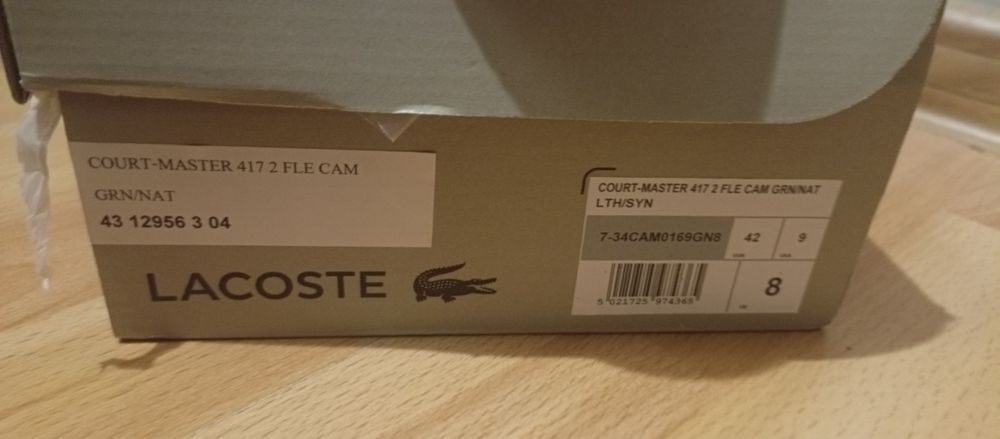 COURT-MASTER 417 2 FLE CAM
GRN/NAT
43 12956 3 04
LACOSTE
COURT-MASTER 417 2 FLE CAM GRN/NAT
LTH/SYN
7-34CAM0169GN8 42 9
5 021725 974365
8